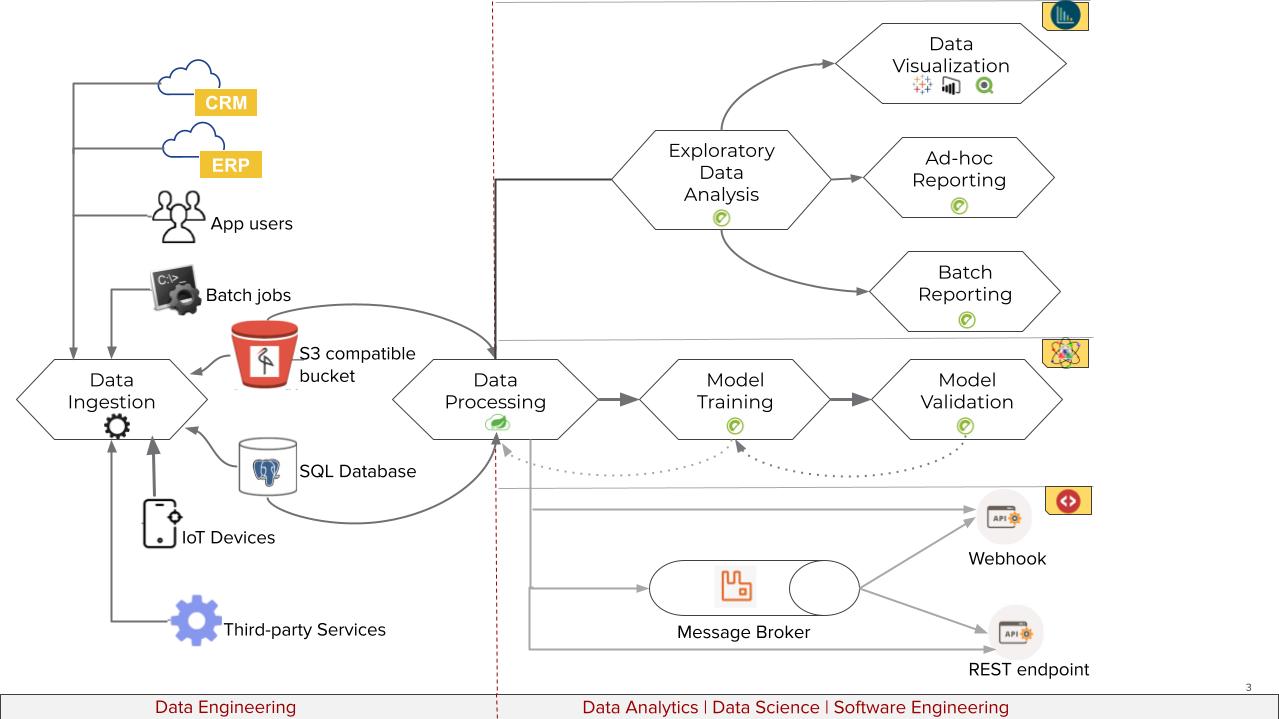 CRM
ERP
App users
C:\>
Batch jobs
S3 compatible
bucket
Data
Ingestion
SQL Database
IoT Devices
Third-party Services
Data
Processing
Exploratory
Data
Analysis
Data
Visualization
Ad-hoc
Reporting
Batch
Reporting
Model
Training
Model
Validation
API
Webhook
Message Broker
API
REST endpoint
3
Data Engineering
Data Analytics | Data Science | Software Engineering